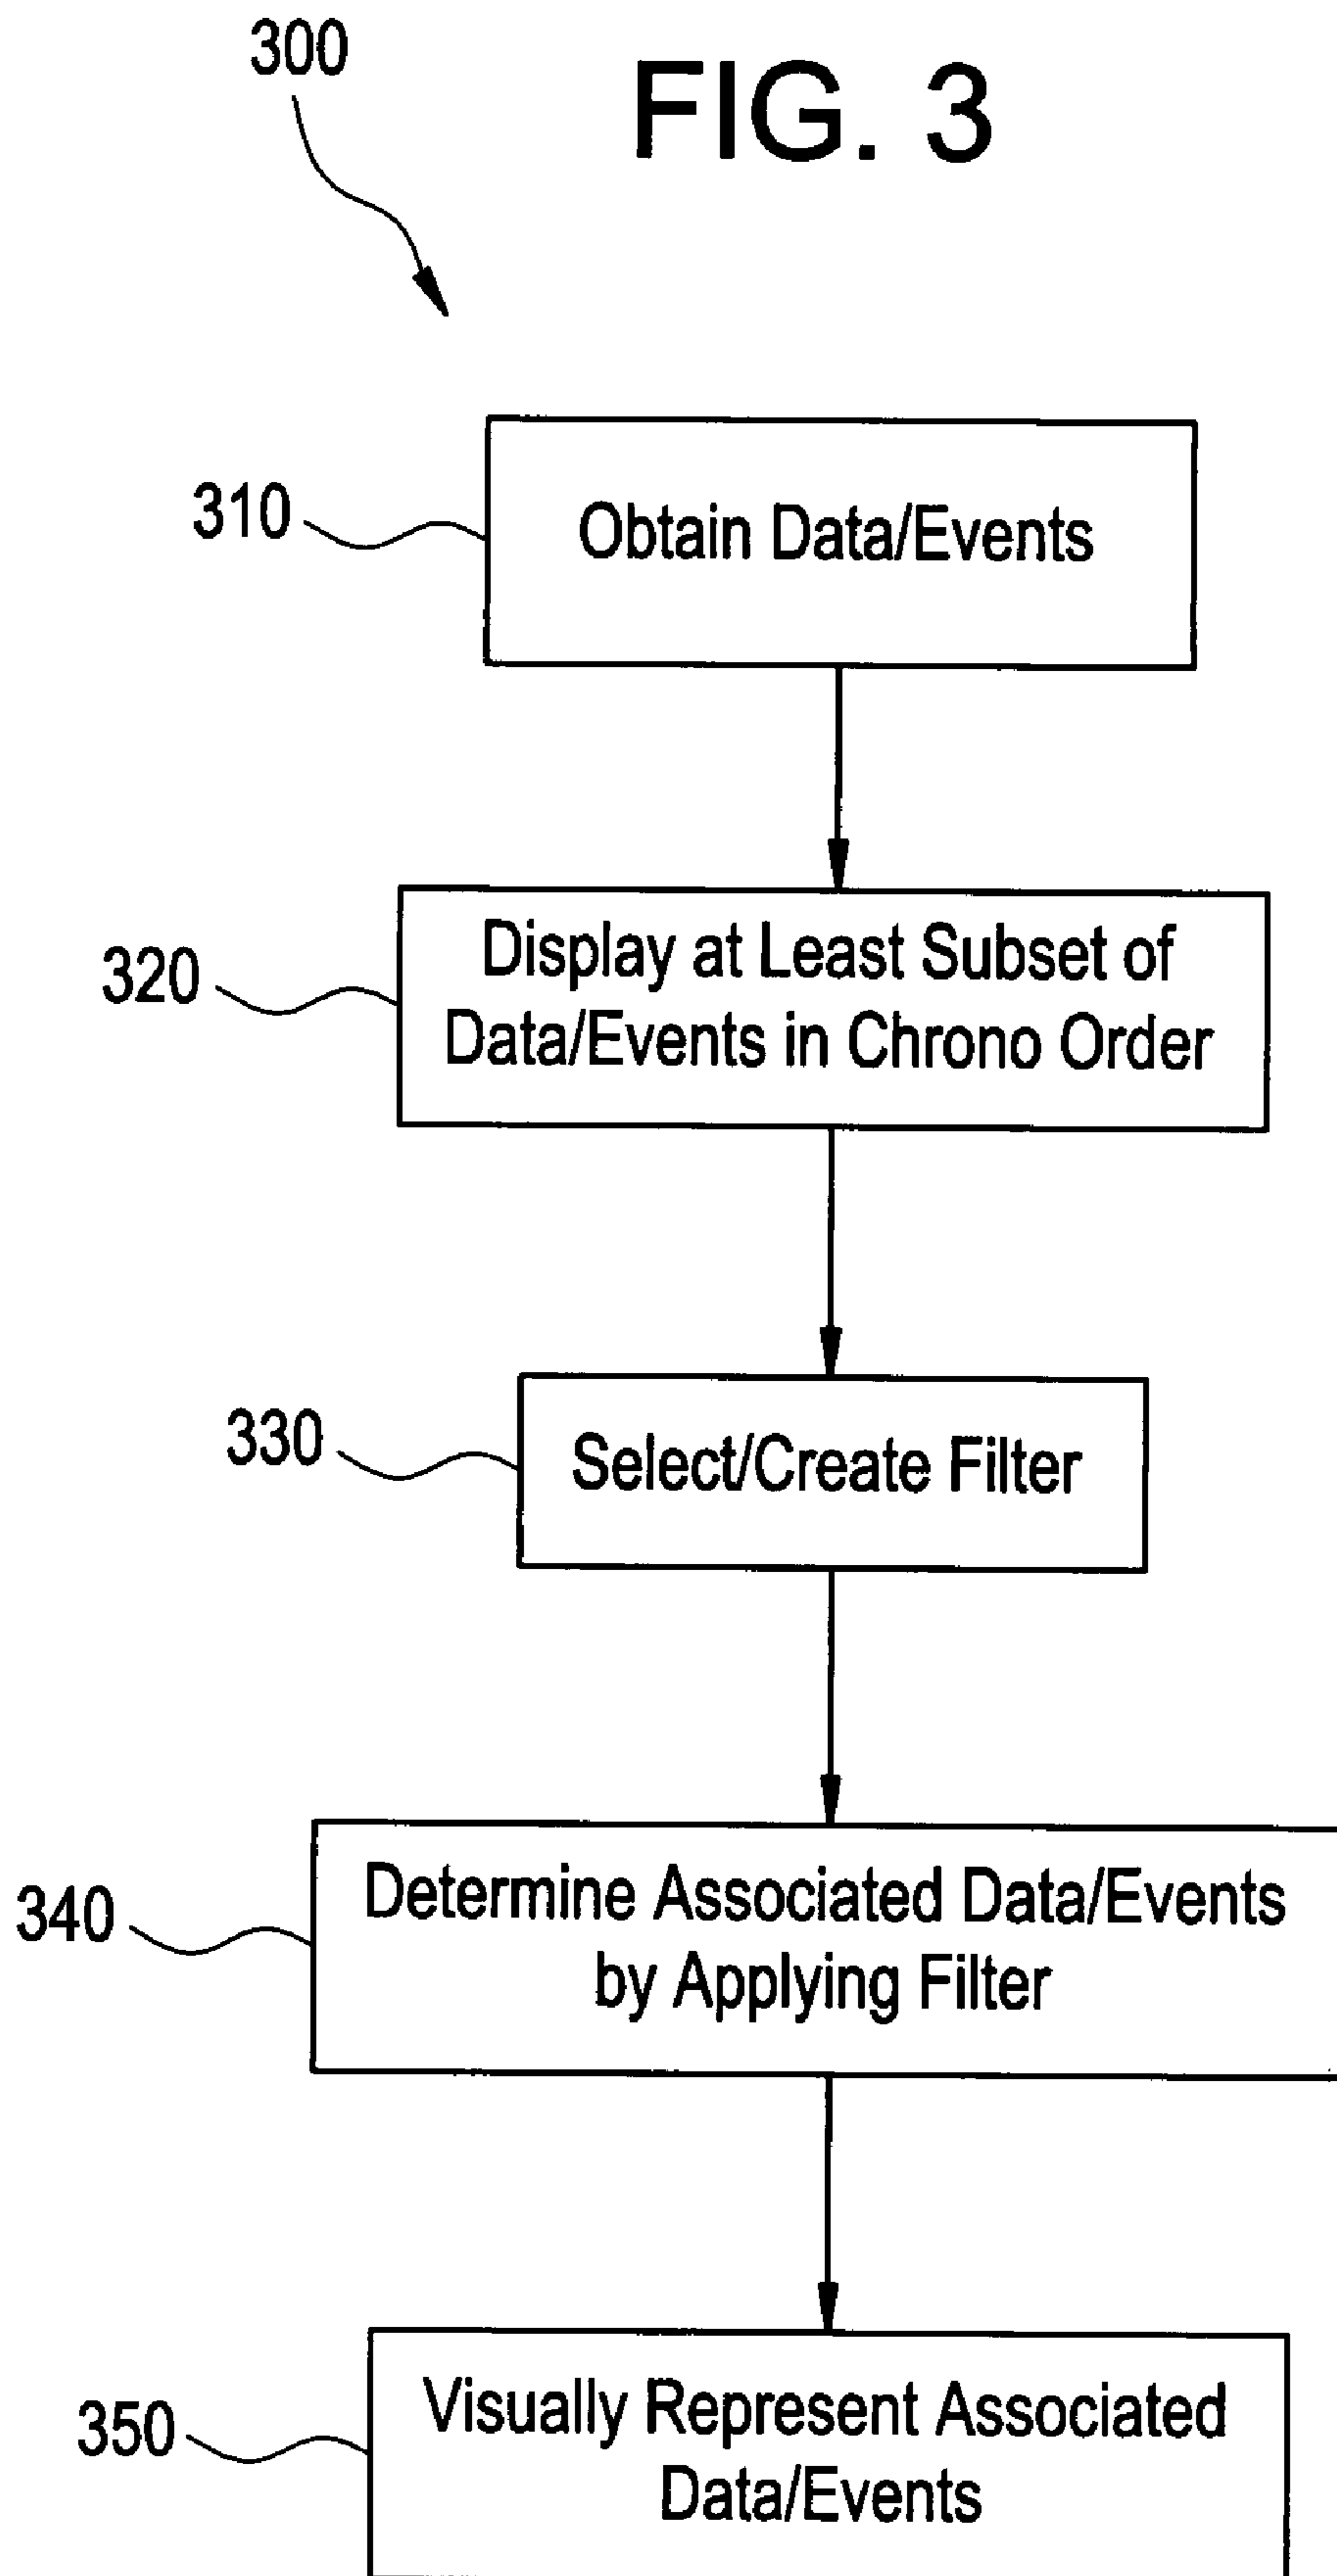 300
FIG. 3
310
Obtain Data/Events
320
Display at Least Subset of
Data/Events in Chrono Order
330
Select/Create Filter
340
Determine Associated Data/Events
by Applying Filter
350
Visually Represent Associated
Data/Events